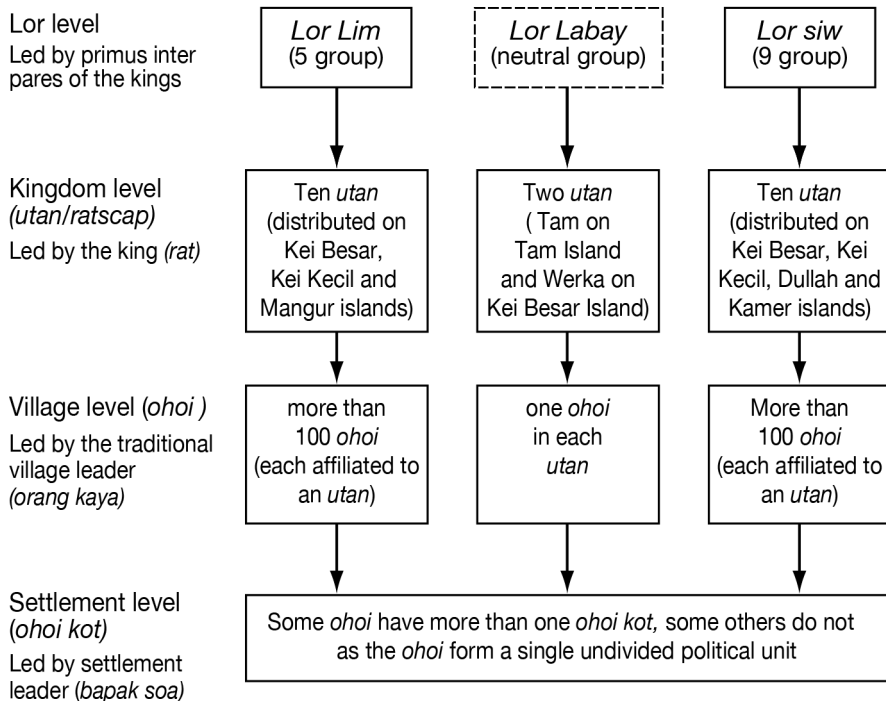 Lor level
Led by primus inter
pares of the kings
Lor Lim
(5 group)
Lor Labay
(neutral group)
Lor siw
(9 group)
Kingdom level
(utan/ratscap)
Led by the king (rat)
Ten utan
(distributed on
Kei Besar,
Kei Kecil and
Mangur islands)
Two utan
( Tam on
Tam Island
and Werka on
Kei Besar Island)
Ten utan
(distributed on
Kei Besar, Kei
Kecil, Dullah and
Kamer islands)
Village level (ohoi )
Led by the traditional
village leader
(orang kaya)
more than
100 ohoi
(each affiliated to
an utan)
one ohoi
in each
utan
More than
100 ohoi
(each affiliated to
an utan)
Settlement level
(ohoi kot)
Led by settlement
leader (bapak soa)
Some ohoi have more than one ohoi kot, some others do not
as the ohoi form a single undivided political unit